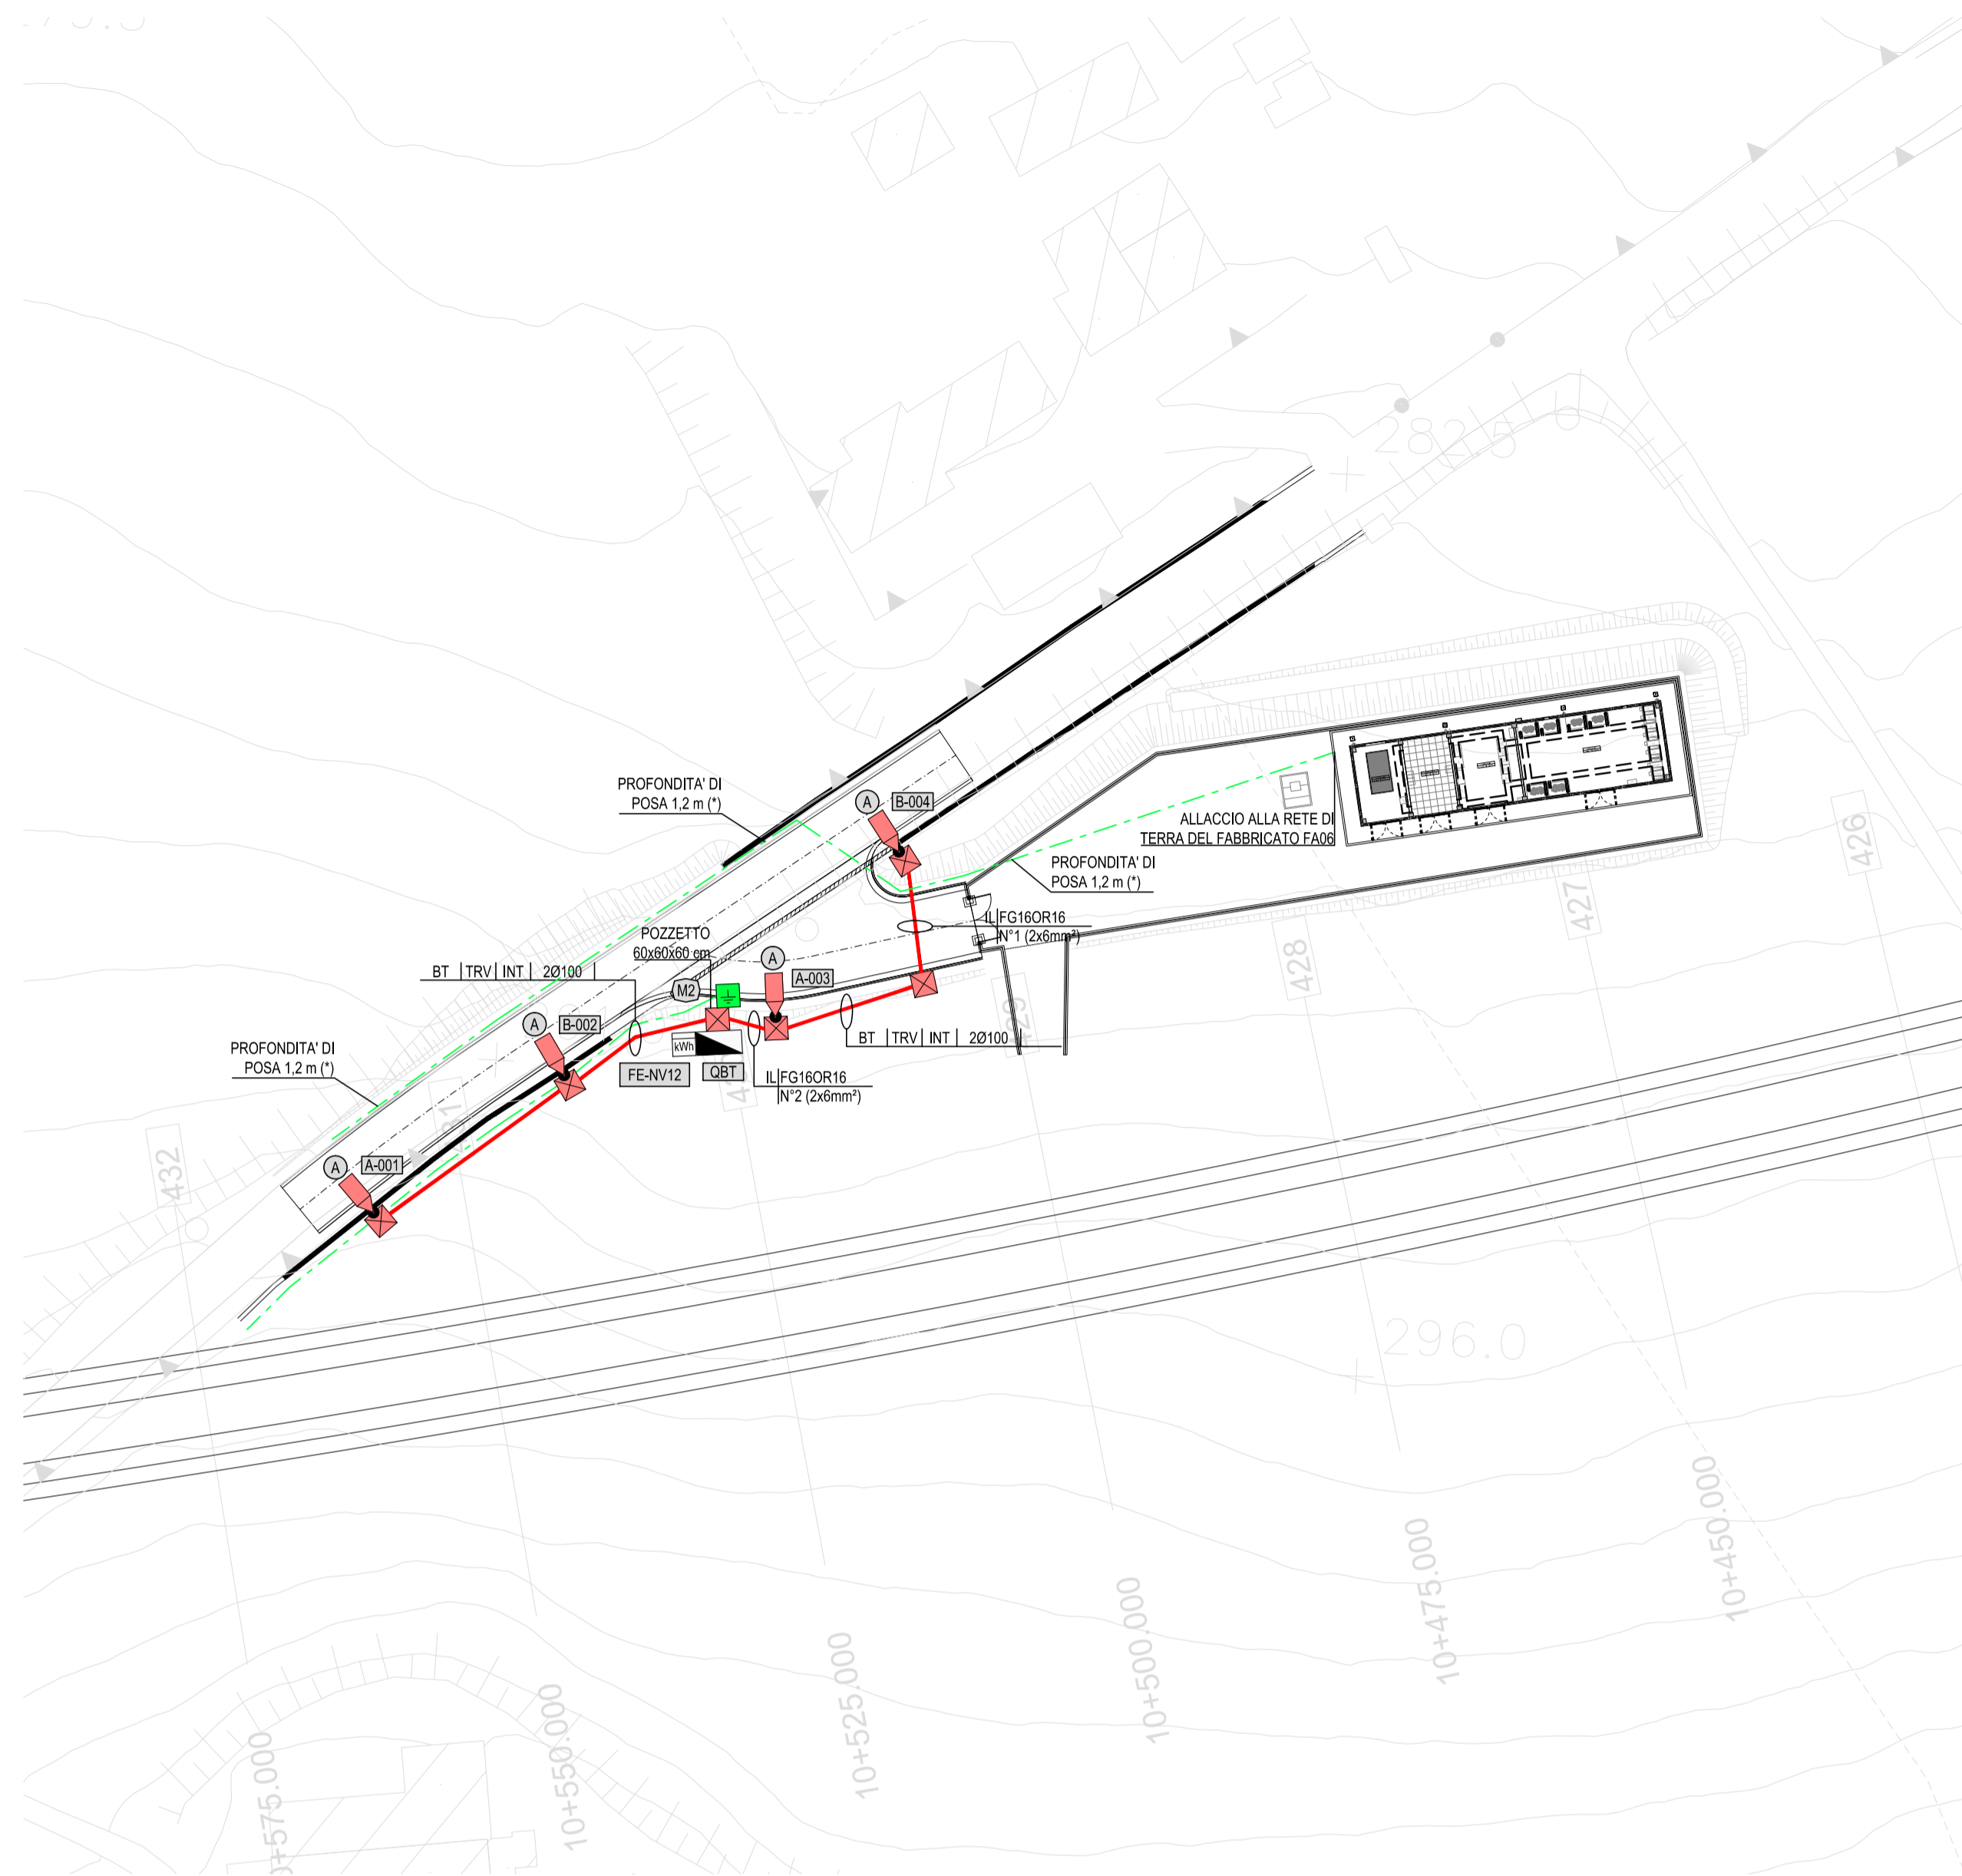 2825
PROFONDITA' DI
POSA 1,2 m (*)
A
B-004
ALLACCIO ALLA RETE DI
TERRA DEL FABBRICATO FA06
426
PROFONDITA' DI
POSA 1,2 m (*)
427
IL FG16OR16
N°1 (2x6mm²)
POZZETTO
60x60x60 cm
428
BT TRV INT 2Ø100
A
A-003
M2
A
B-002
BT TRV INT 2Ø100
PROFONDITA' DI
POSA 1,2 m (*)
kWh
FE-NV12
QBT
IL FG16OR16
N°2 (2x6mm²)
432
A
A-001
296.0
10+450.000
10+475.000
10+500.000
10+525.000
10+550.000
0+575.000